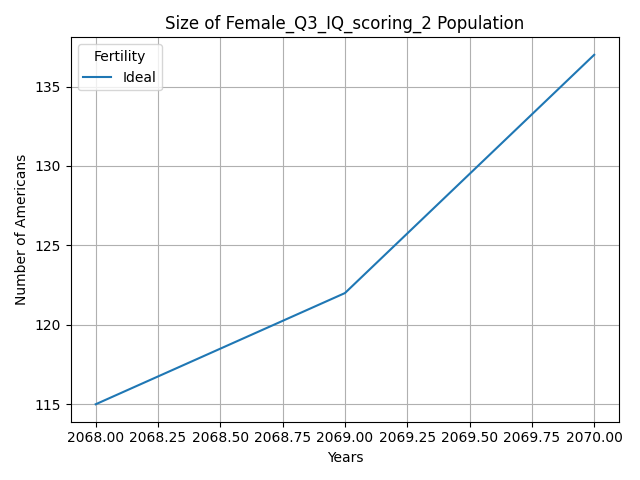 Size of Female_Q3_IQ_scoring_2 Population
Fertility
Ideal
135
130
125
120
115
Number of Americans
2068.00 2068.25 2068.50 2068.75 2069.00 2069.25 2069.50 2069.75 2070.00
Years